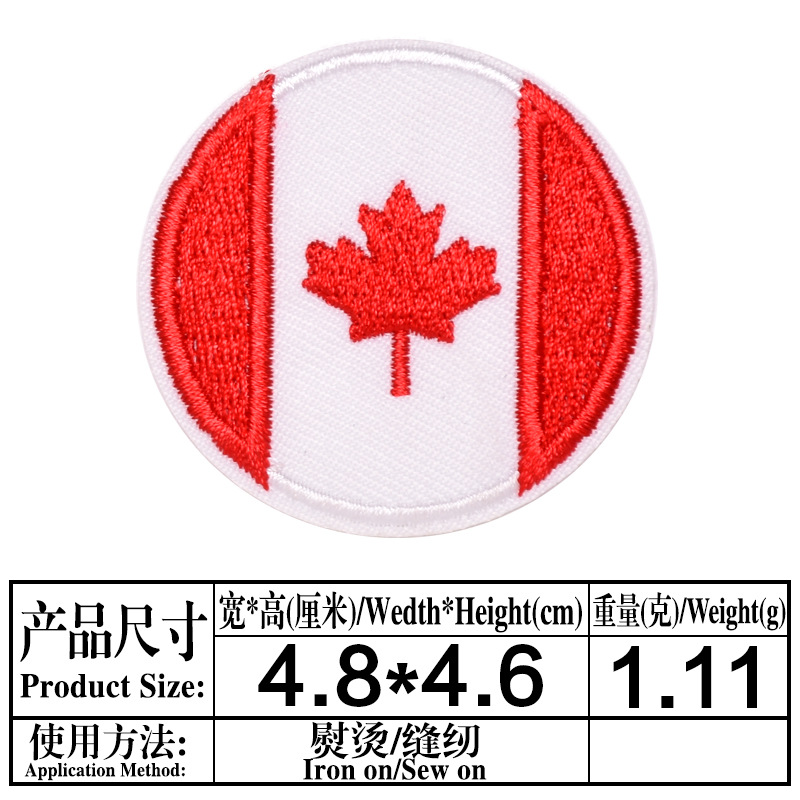 产品尺寸
Product Size:
宽*高(厘米)/Wedth*Height(cm)
重量(克)/Weight(g)
4.8*4.6
1.11
使用方法:
Application Method:
熨烫/缝纫
Iron on/Sew on